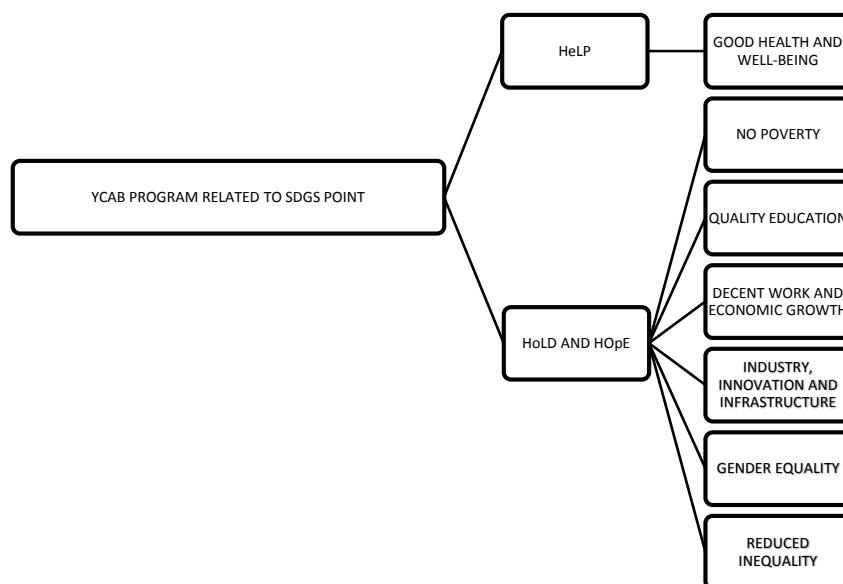 HeLP
GOOD HEALTH AND
WELL-BEING
NO POVERTY
YCAB PROGRAM RELATED TO SDGS POINT
QUALITY EDUCATION
DECENT WORK AND
ECONOMIC GROWTH
HoLD AND HOpE
INDUSTRY,
INNOVATION AND
INFRASTRUCTURE
GENDER EQUALITY
REDUCED
INEQUALITY